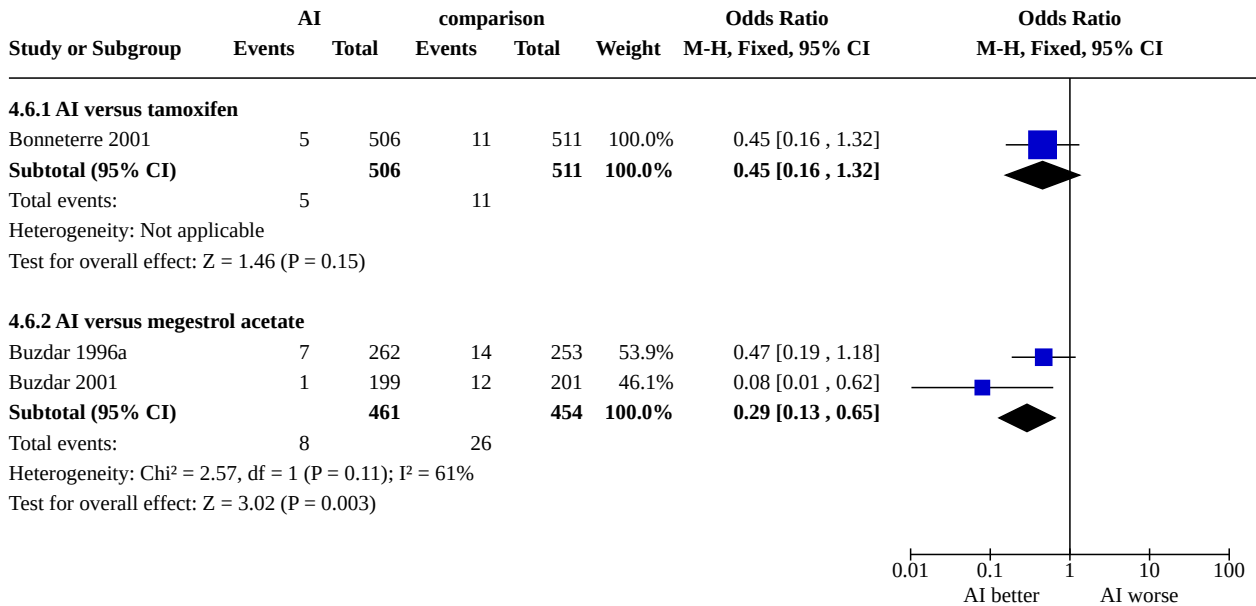 AI comparison Odds Ratio Odds Ratio
Study or Subgroup Events Total Events Total Weight M-H, Fixed, 95% CI M-H, Fixed, 95% CI
4.6.1 AI versus tamoxifen
Bonneterre 2001 5 506 11 511 100.0% 0.45 [0.16 , 1.32]
Subtotal (95% CI) 506 511 100.0% 0.45 [0.16 , 1.32]
Total events: 5 11
Heterogeneity: Not applicable
Test for overall effect: Z = 1.46 (P = 0.15)
4.6.2 AI versus megestrol acetate
Buzdar 1996a 7 262 14 253 53.9% 0.47 [0.19 , 1.18]
Buzdar 2001 1 199 12 201 46.1% 0.08 [0.01 , 0.62]
Subtotal (95% CI) 461 454 100.0% 0.29 [0.13 , 0.65]
Total events: 8 26
Heterogeneity: Chi² = 2.57, df = 1 (P = 0.11); I² = 61%
Test for overall effect: Z = 3.02 (P = 0.003)
0.01 0.1 1 10 100
AI better AI worse